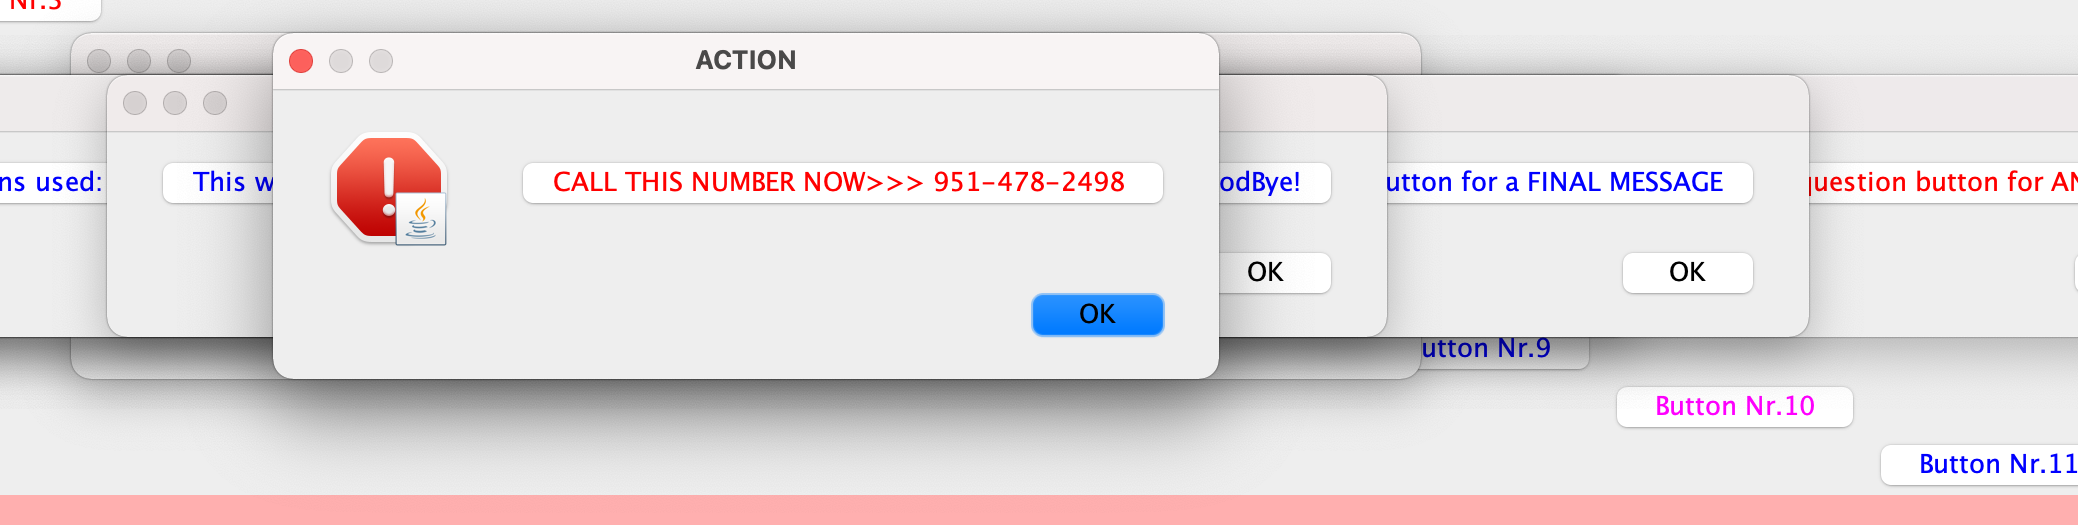 Nr.3
ACTION
ns used:
This w
CALL THIS NUMBER NOW>>> 951-478-2498
odBye!
utton for a FINAL MESSAGE
uestion button for AN
OK
OK
OK
utton Nr.9
Button Nr.10
Button Nr.11